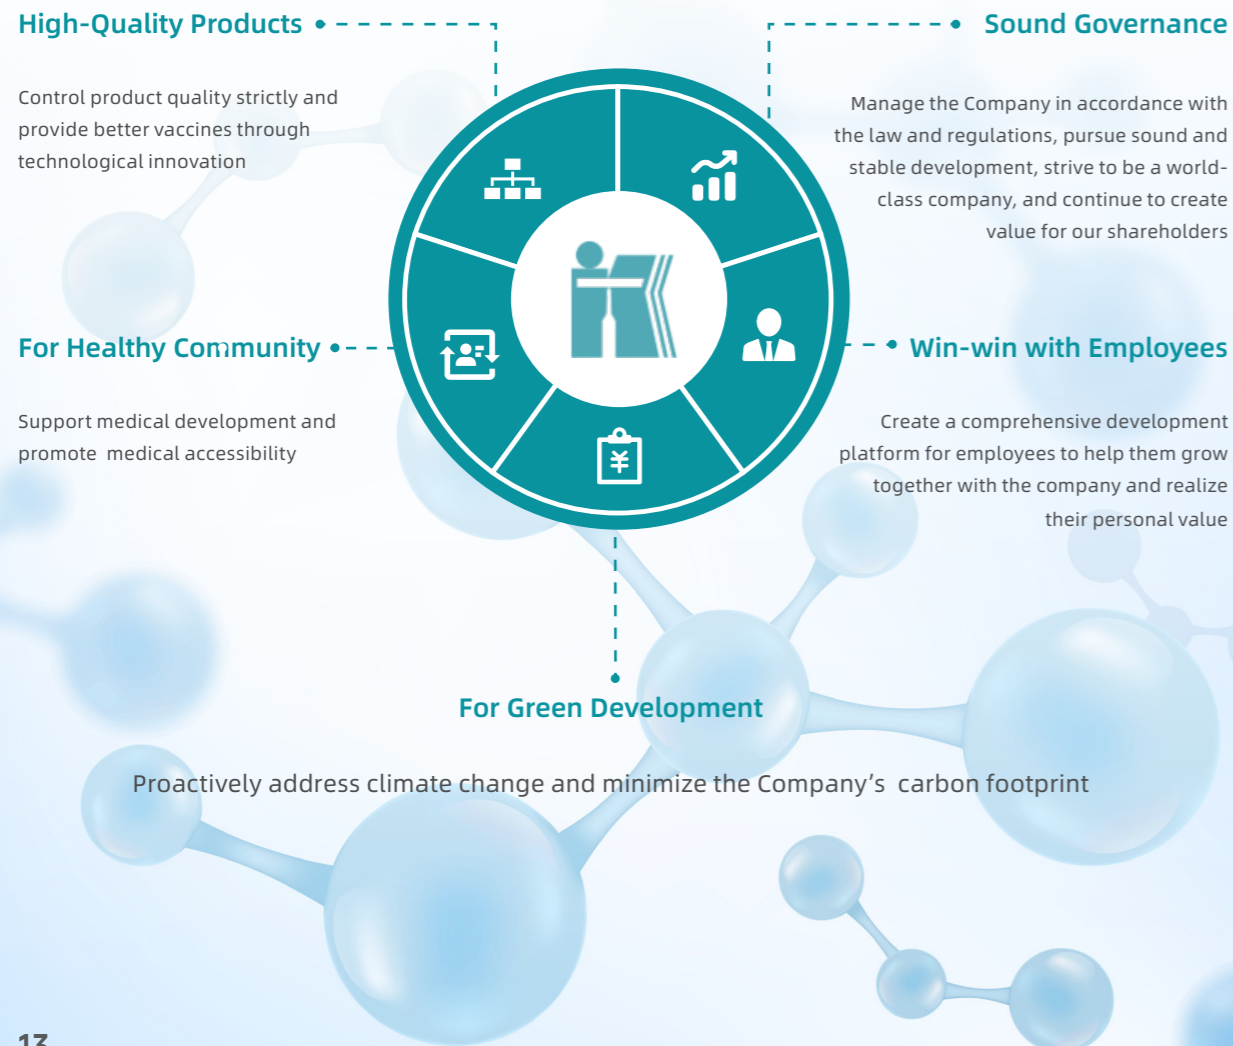 High-Quality Products
Control product quality strictly and
provide better vaccines through
technological innovation
Sound Governance
Manage the Company in accordance with
the law and regulations, pursue sound and
stable development, strive to be a world-
class company, and continue to create
value for our shareholders
For Healthy Community
Support medical development and
promote medical accessibility
Win-win with Employees
Create a comprehensive development
platform for employees to help them grow
together with the company and realize
their personal value
¥
For Green Development
Proactively address climate change and minimize the Company's carbon footprint
13